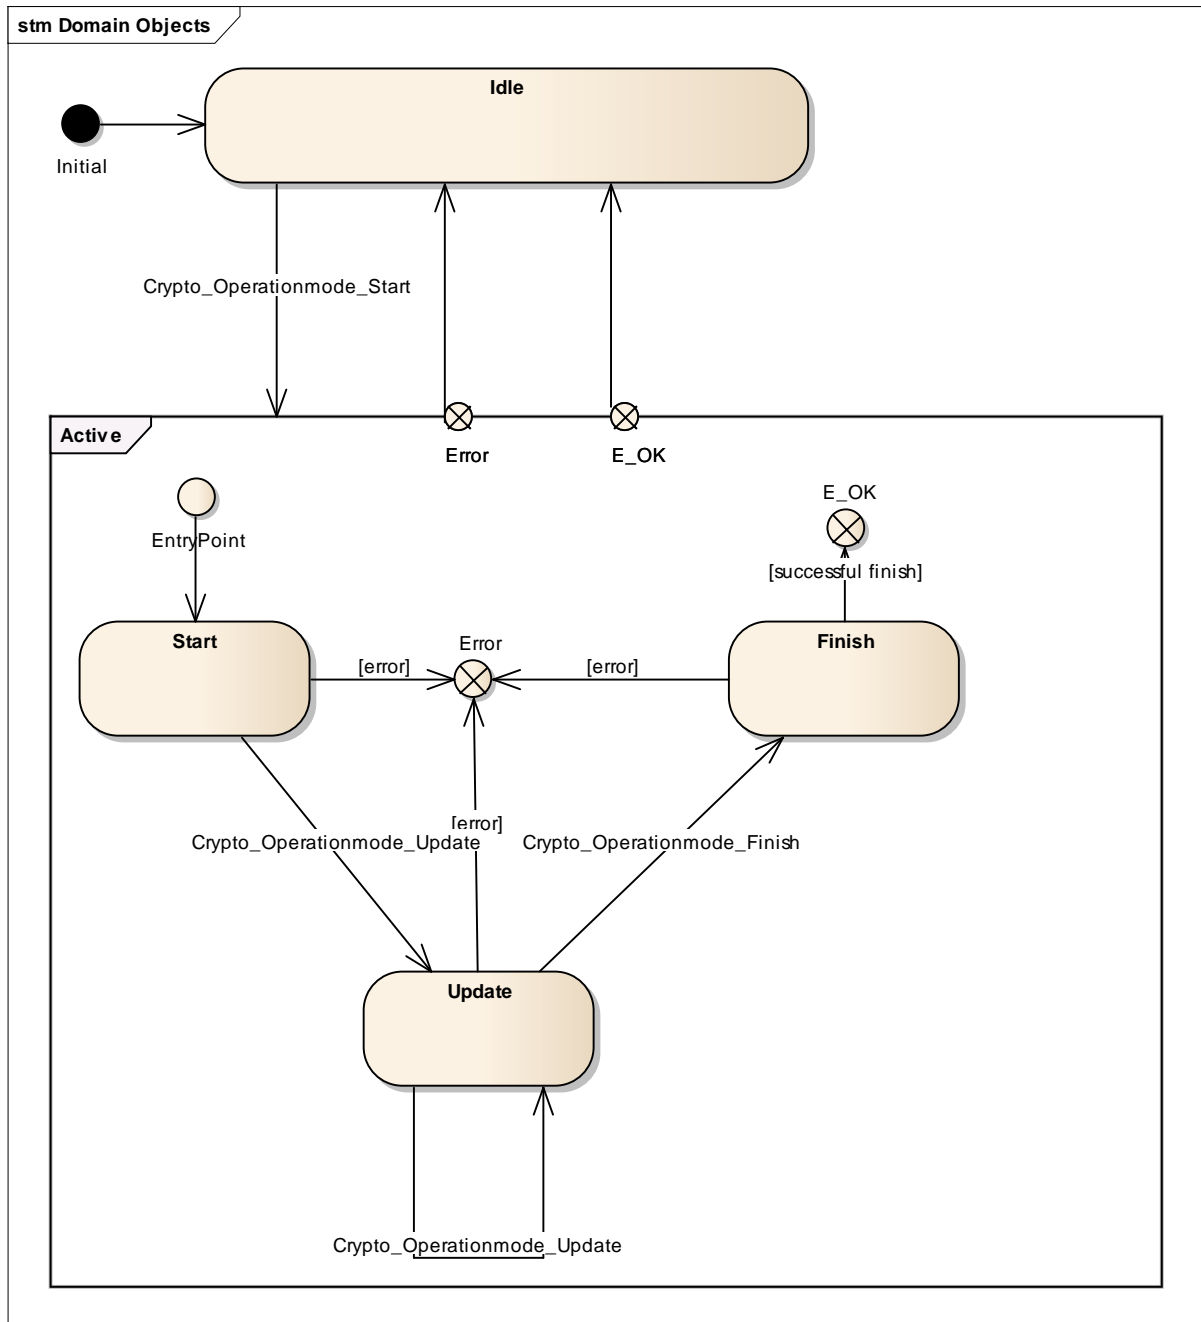 stm Domain Objects
Idle
Initial
Crypto_Operationmode_Start
Active
Error
E_OK
E_OK
EntryPoint
[successful finish]
Start
Error
Finish
[error]
[error]
[error]
Crypto_Operationmode_Update
Crypto_Operationmode_Finish
Update
Crypto_Operationmode_Update